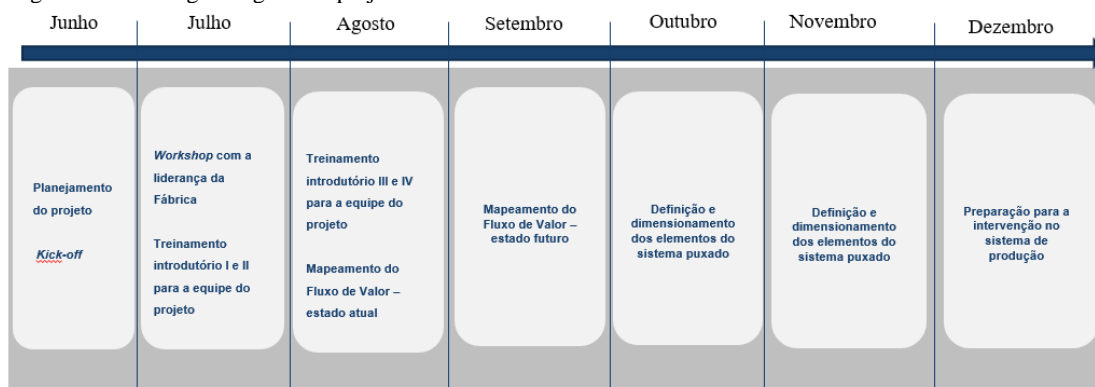 Junho
Julho
Agosto
Setembro
Outubro
Novembro
Dezembro
Planejamento
do projeto
Kick-off
Workshop com a
liderança da
Fábrica
Treinamento
introdutório I e II
para a equipe do
projeto
Treinamento
introdutório III e IV
para a equipe do
projeto
Mapeamento do
Fluxo de Valor –
estado atual
Mapeamento do
Fluxo de Valor –
estado futuro
Definição e
dimensionamento
dos elementos do
sistema puxado
Definição e
dimensionamento
dos elementos do
sistema puxado
Preparação para a
intervenção no
sistema de
produção